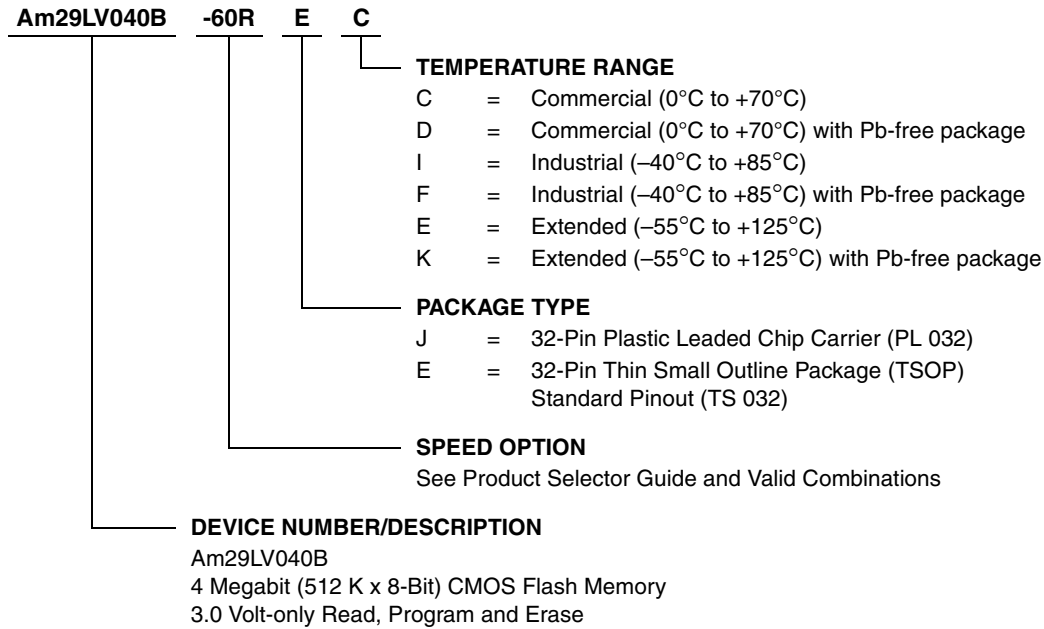 Am29LV040B -60R E C
TEMPERATURE RANGE
C = Commercial (0°C to +70°C)
D = Commercial (0°C to +70°C) with Pb-free package
I = Industrial (–40°C to +85°C)
F = Industrial (–40°C to +85°C) with Pb-free package
E = Extended (–55°C to +125°C)
K = Extended (–55°C to +125°C) with Pb-free package
PACKAGE TYPE
J = 32-Pin Plastic Leaded Chip Carrier (PL 032)
E = 32-Pin Thin Small Outline Package (TSOP)
Standard Pinout (TS 032)
SPEED OPTION
See Product Selector Guide and Valid Combinations
DEVICE NUMBER/DESCRIPTION
Am29LV040B
4 Megabit (512 K x 8-Bit) CMOS Flash Memory
3.0 Volt-only Read, Program and Erase